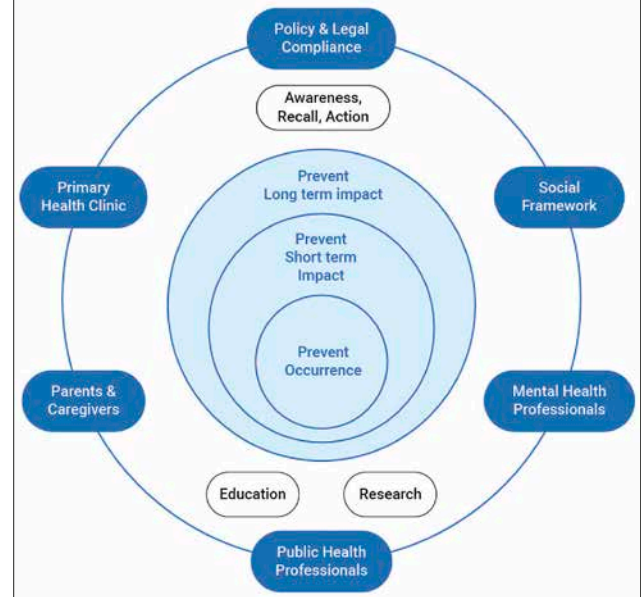 Policy & Legal
Compliance
Awareness,
Recall, Action
Primary
Health Clinic
Prevent
Long term impact
Social
Framework
Prevent
Short term
Impact
Prevent
Occurrence
Parents &
Caregivers
Mental Health
Professionals
Education
Research
Public Health
Professionals